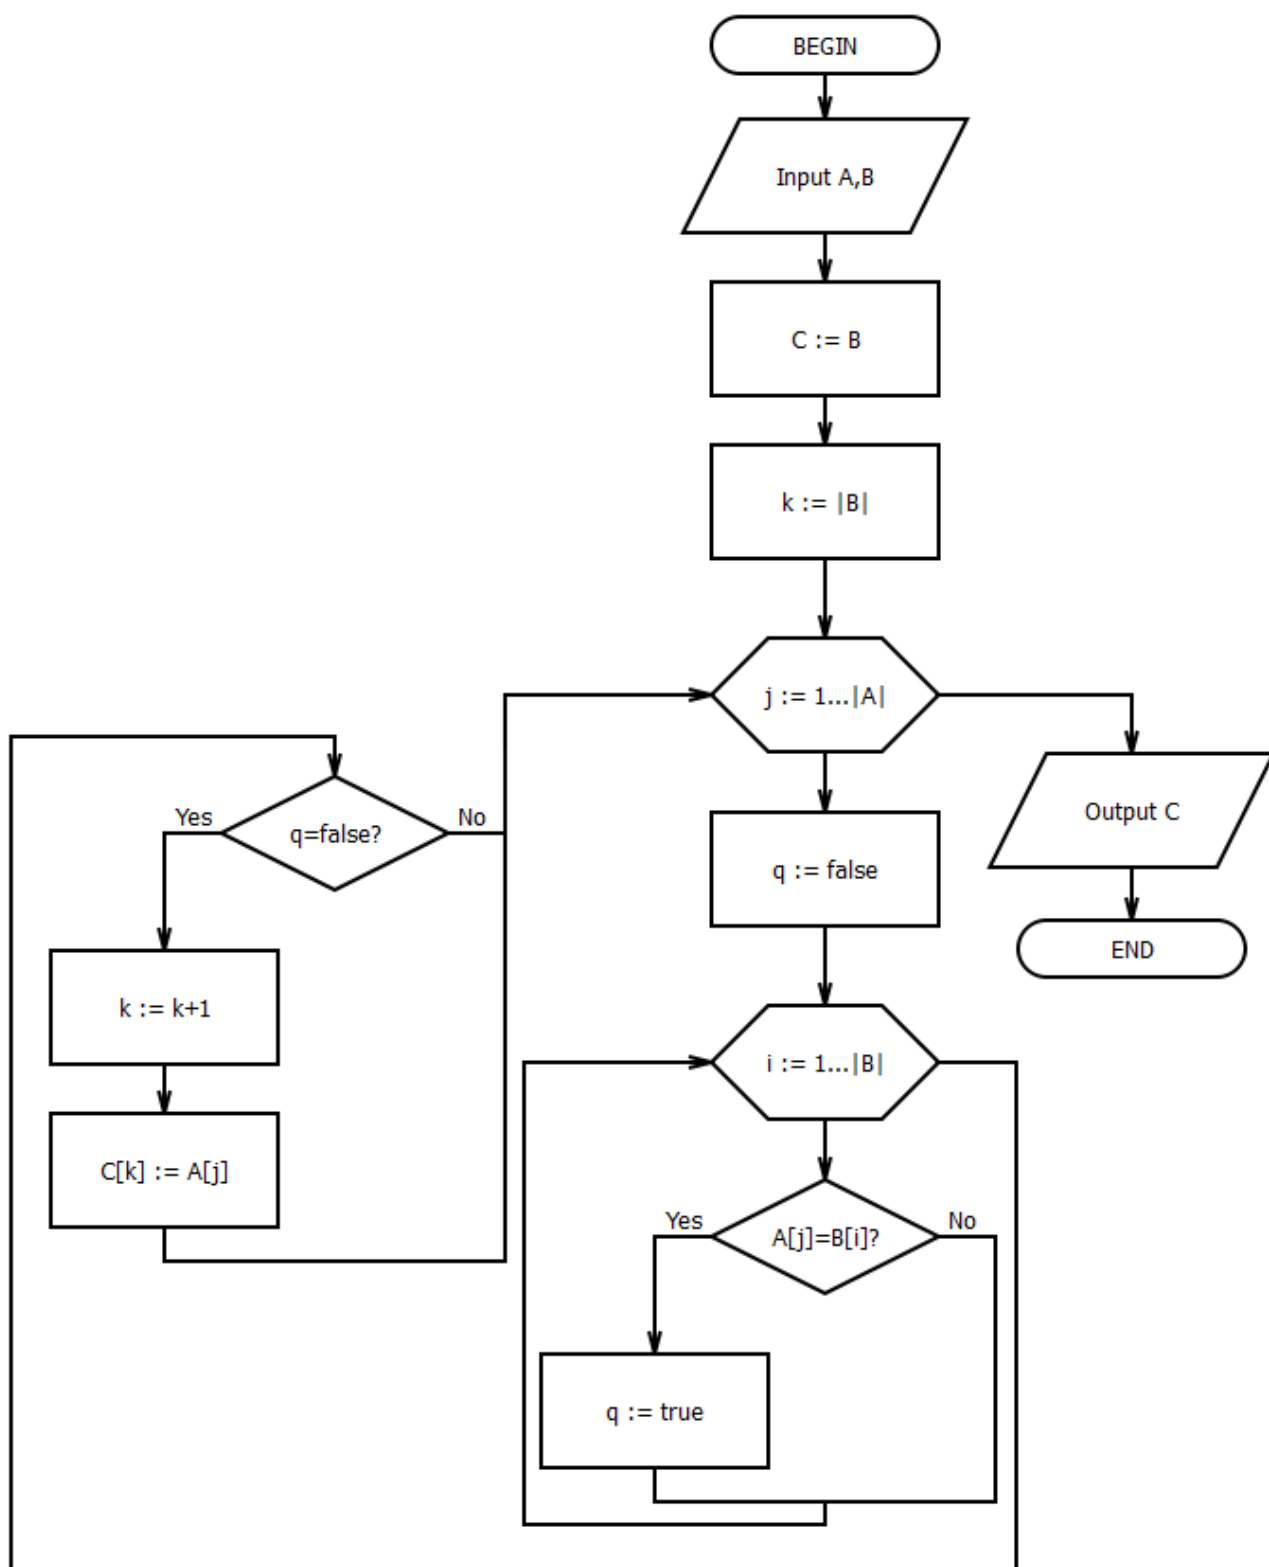 BEGIN
Input A,B
C := B
k := |B|
j := 1...|A|
Yes
q=false?
No
Output C
q := false
END
k := k+1
i := 1...|B|
C[k] := A[j]
Yes
A[j]=B[i]?
No
q := true